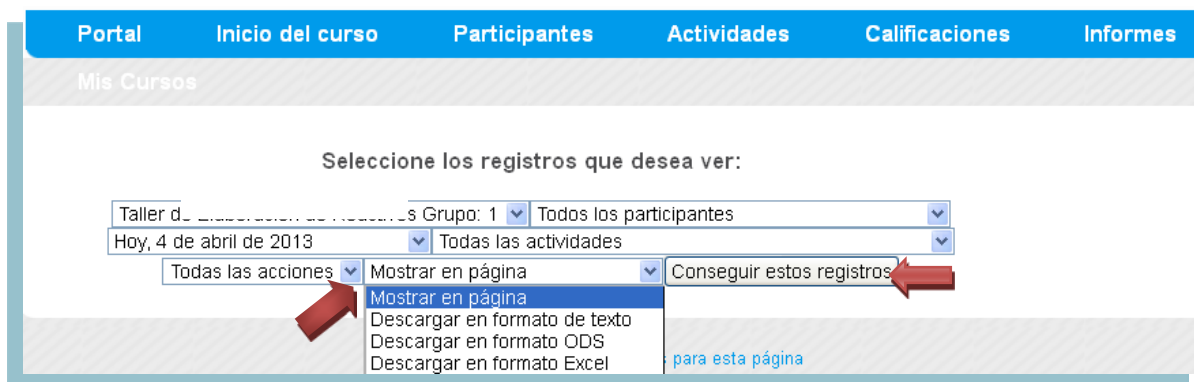 Portal Inicio del curso Participantes Actividades Calificaciones Informes
Mis Cursos
Seleccione los registros que desea ver:
Taller de Grupo: 1 Todos los participantes
Hoy, 4 de abril de 2013 Todas las actividades
Todas las acciones Mostrar en página Conseguir estos registros
Mostrar en página
Descargar en formato de texto
Descargar en formato ODS
Descargar en formato Excel
para esta página